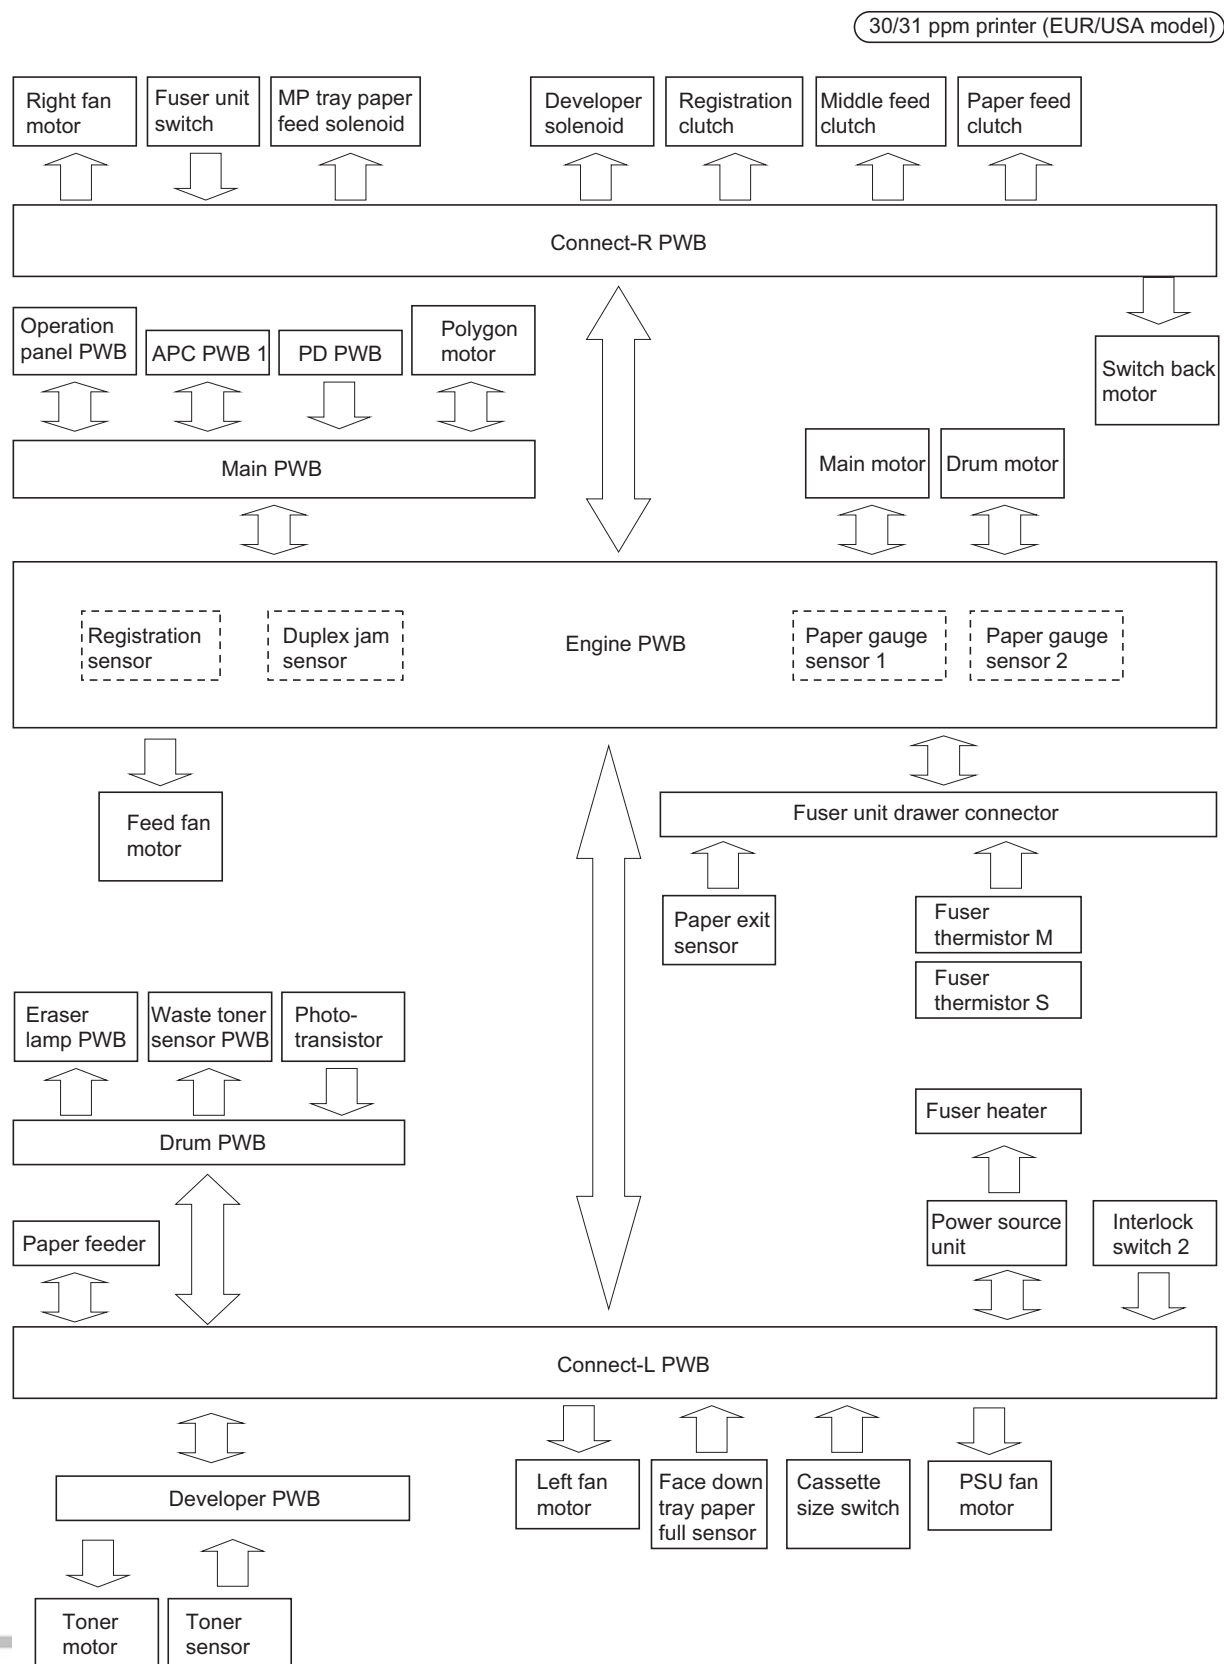 30/31 ppm printer (EUR/USA model)
Right fan
motor
Fuser unit
switch
MP tray paper
feed solenoid
Developer
solenoid
Registration
clutch
Middle feed
clutch
Paper feed
clutch
Connect-R PWB
Operation
panel PWB
APC PWB 1
PD PWB
Polygon
motor
Switch back
motor
Main PWB
Main motor
Drum motor
Registration
sensor
Duplex jam
sensor
Engine PWB
Paper gauge
sensor 1
Paper gauge
sensor 2
Feed fan
motor
Fuser unit drawer connector
Paper exit
sensor
Fuser
thermistor M
Fuser
thermistor S
Eraser
lamp PWB
Waste toner
sensor PWB
Photo-
transistor
Fuser heater
Drum PWB
Paper feeder
Power source
unit
Interlock
switch 2
Connect-L PWB
Developer PWB
Left fan
motor
Face down
tray paper
full sensor
Cassette
size switch
PSU fan
motor
Toner
motor
Toner
sensor